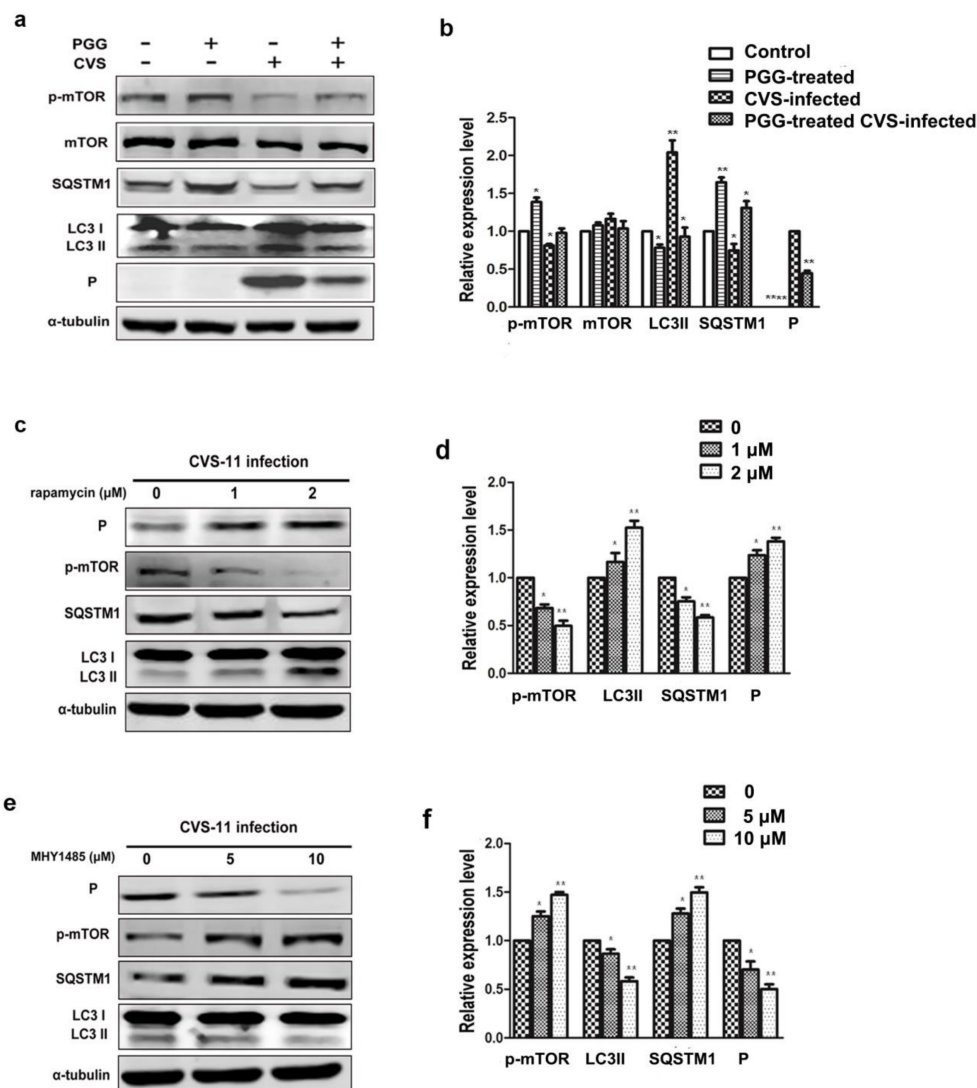 a
PGG - + - +
CVS - - + +
p-mTOR
mTOR
SQSTM1
LC3 I
LC3 II
P
α-tubulin
b
Control
PGG-treated
CVS-infected
PGG-treated CVS-infected
Relative expression level
2.5
2.0
1.5
1.0
0.5
0.0
* * * ** * ** * * **** **
p-mTOR mTOR LC3II SQSTM1 P
c
CVS-11 infection
rapamycin (µM) 0 1 2
P
p-mTOR
SQSTM1
LC3 I
LC3 II
α-tubulin
d
0
1 µM
2 µM
Relative expression level
2.0
1.5
1.0
0.5
0.0
* ** * ** * ** * **
p-mTOR LC3II SQSTM1 P
e
CVS-11 infection
MHY1485 (µM) 0 5 10
P
p-mTOR
SQSTM1
LC3 I
LC3 II
α-tubulin
f
0
5 µM
10 µM
Relative expression level
2.0
1.5
1.0
0.5
0.0
* ** * ** * ** * **
p-mTOR LC3II SQSTM1 P